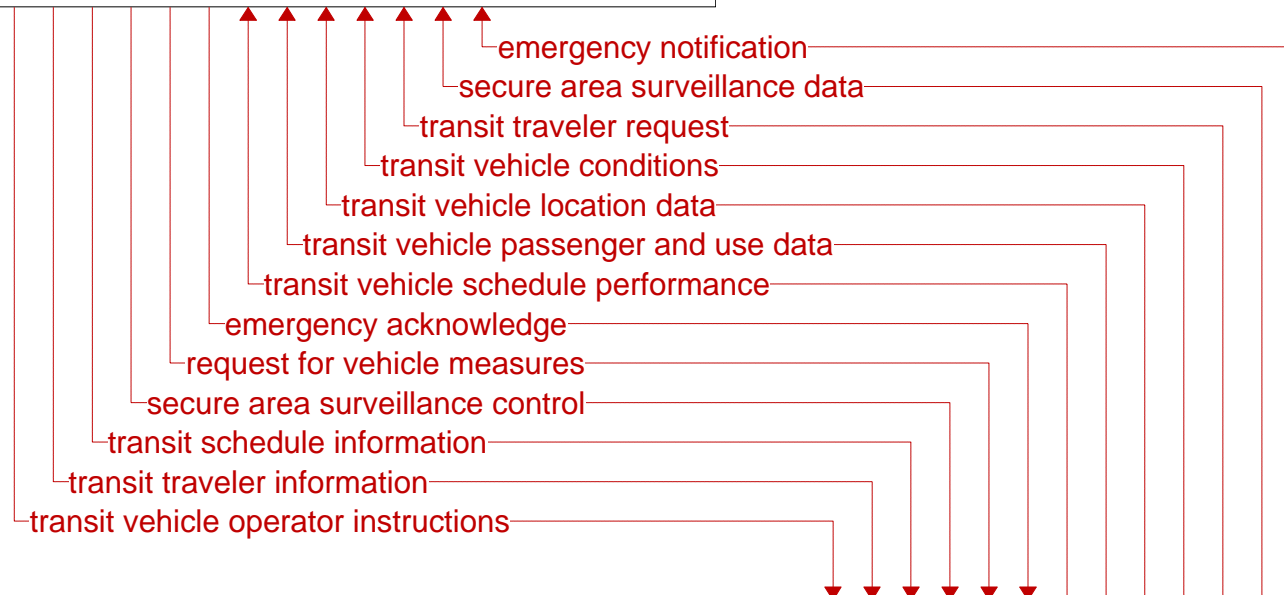 emergency notification
secure area surveillance data
transit traveler request
transit vehicle conditions
transit vehicle location data
transit vehicle passenger and use data
transit vehicle schedule performance
emergency acknowledge
request for vehicle measures
secure area surveillance control
transit schedule information
transit traveler information
transit vehicle operator instructions